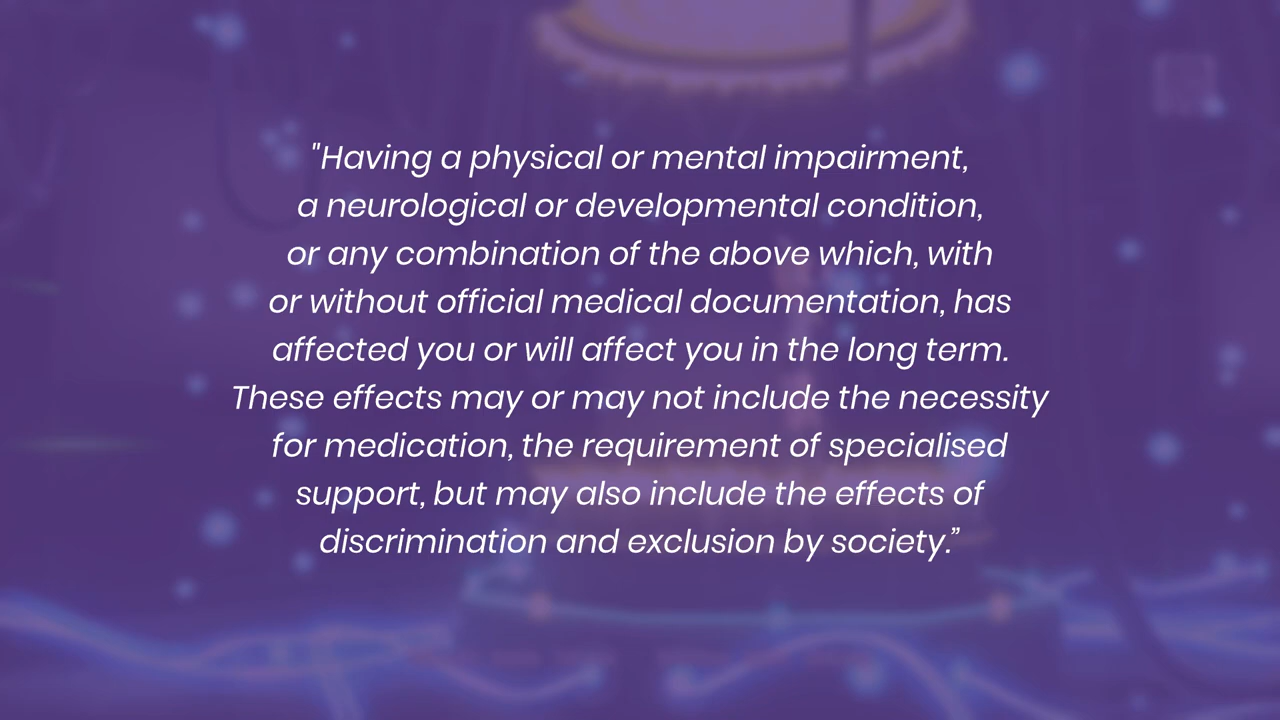 "Having a physical or mental impairment,
a neurological or developmental condition,
or any combination of the above which, with
or without official medical documentation, has
affected you or will affect you in the long term.
These effects may or may not include the necessity
for medication, the requirement of specialised
support, but may also include the effects of
discrimination and exclusion by society.”